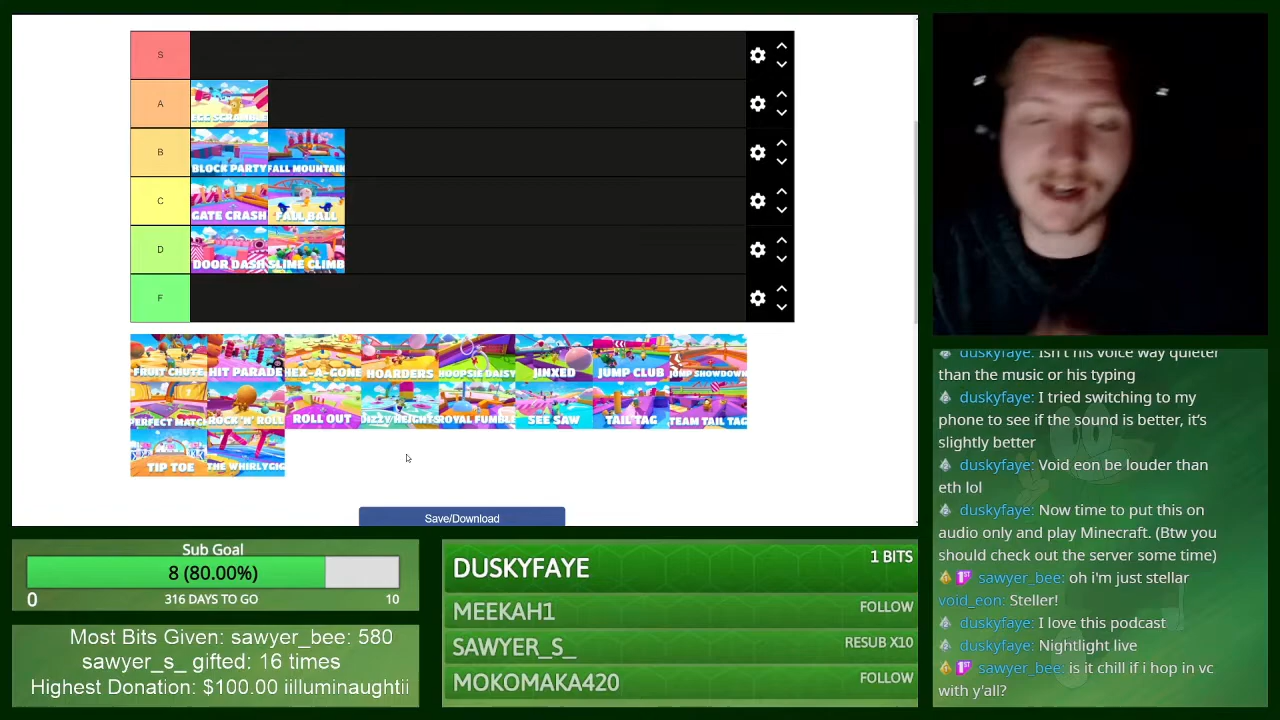 S
A
EGG SCRAMBLE
B
BLOCK PARTY FALL MOUNTAIN
C
GATE CRASH FALL BALL
D
DOOR DASH SLIME CLIMB
F
FRUIT CHUTE HIT PARADE HEX-A-GONE HOARDERS HOOPSIE DAISY JINXED JUMP CLUB JUMP SHOWDOWN
PERFECT MATCH ROCK 'N' ROLL ROLL OUT DIZZY HEIGHTS ROYAL FUMBLE SEE SAW TAIL TAG TEAM TAIL TAG
TIP TOE THE WHIRLYGIG
Save/Download
duskyfaye: Isn't his voice way quieter
than the music or his typing
duskyfaye: I tried switching to my
phone to see if the sound is better, it's
slightly better
duskyfaye: Void eon be louder than
eth lol
duskyfaye: Now time to put this on
audio only and play Minecraft. (Btw you
should check out the server some time)
sawyer_bee: oh i'm just stellar
void_eon: Steller!
duskyfaye: I love this podcast
duskyfaye: Nightlight live
sawyer_bee: is it chill if i hop in vc
with y'all?
Sub Goal
8 (80.00%)
0 316 DAYS TO GO 10
Most Bits Given: sawyer_bee: 580
sawyer_s_ gifted: 16 times
Highest Donation: $100.00 iilluminaughtii
DUSKYFAYE 1 BITS
MEEKAH1 FOLLOW
SAWYER_S_ RESUB X10
MOKOMAKA420 FOLLOW